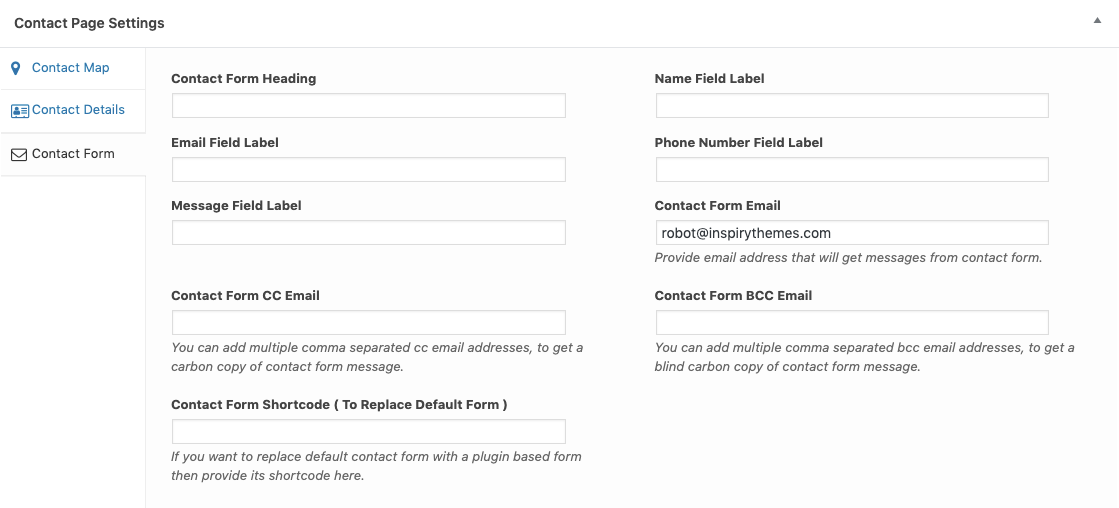 Contact Page Settings
Contact Map
Contact Details
Contact Form
Contact Form Heading
Name Field Label
Email Field Label
Phone Number Field Label
Message Field Label
Contact Form Email
robot@inspirythemes.com
Provide email address that will get messages from contact form.
Contact Form CC Email
You can add multiple comma separated cc email addresses, to get a
carbon copy of contact form message.
Contact Form BCC Email
You can add multiple comma separated bcc email addresses, to get a
blind carbon copy of contact form message.
Contact Form Shortcode ( To Replace Default Form )
If you want to replace default contact form with a plugin based form
then provide its shortcode here.